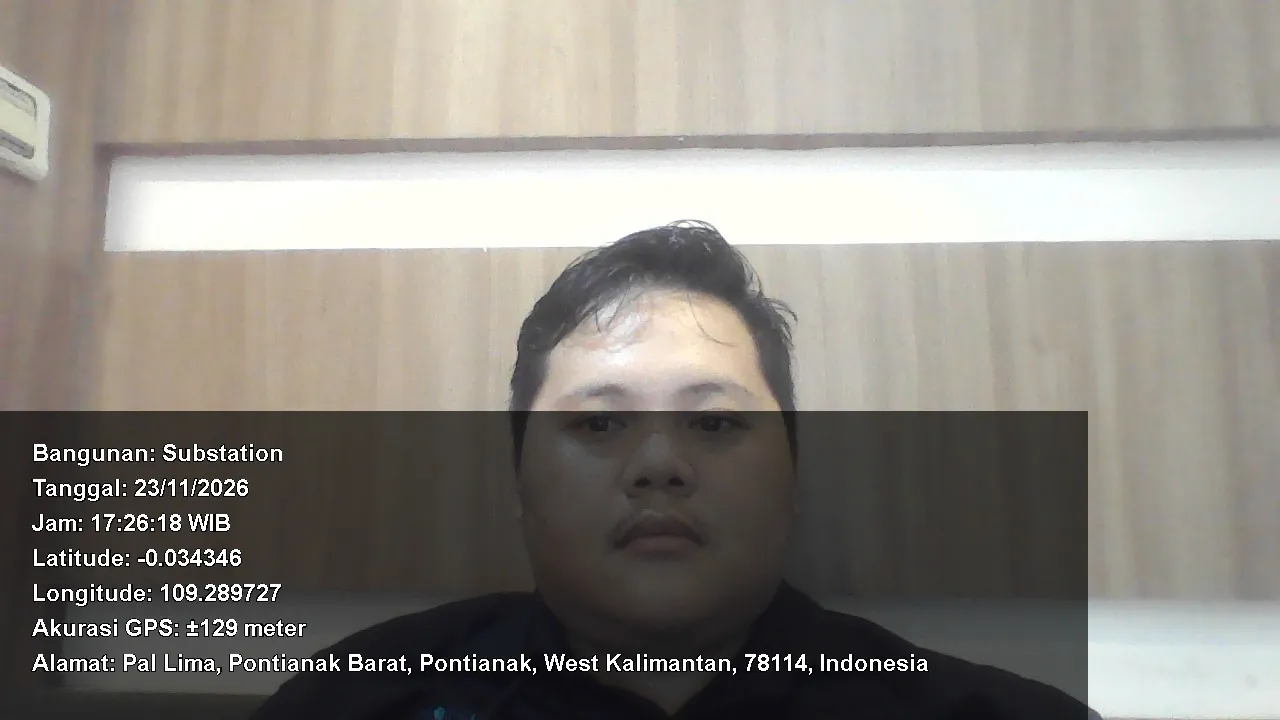 Bangunan: Substation
Tanggal: 23/11/2026
Jam: 17:26:18 WIB
Latitude: -0.034346
Longitude: 109.289727
Akurasi GPS: ±129 meter
Alamat: Pal Lima, Pontianak Barat, Pontianak, West Kalimantan, 78114, Indonesia